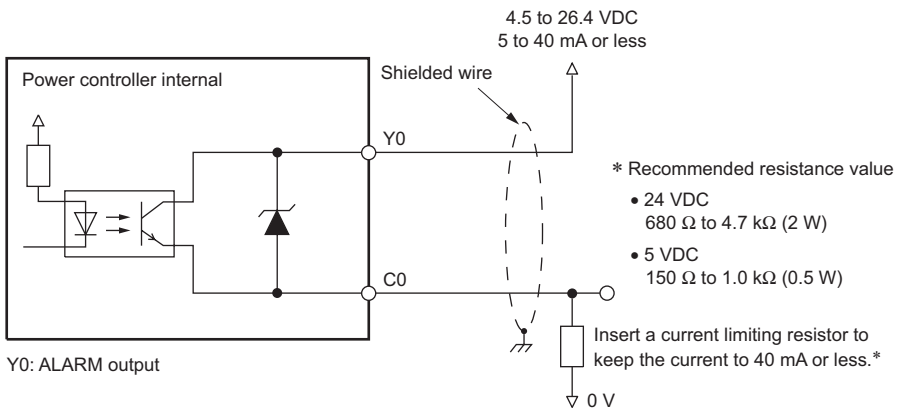 4.5 to 26.4 VDC
5 to 40 mA or less
Power controller internal
Shielded wire
Y0
* Recommended resistance value
• 24 VDC
680 Ω to 4.7 kΩ (2 W)
• 5 VDC
150 Ω to 1.0 kΩ (0.5 W)
C0
Insert a current limiting resistor to
keep the current to 40 mA or less.*
Y0: ALARM output
0 V